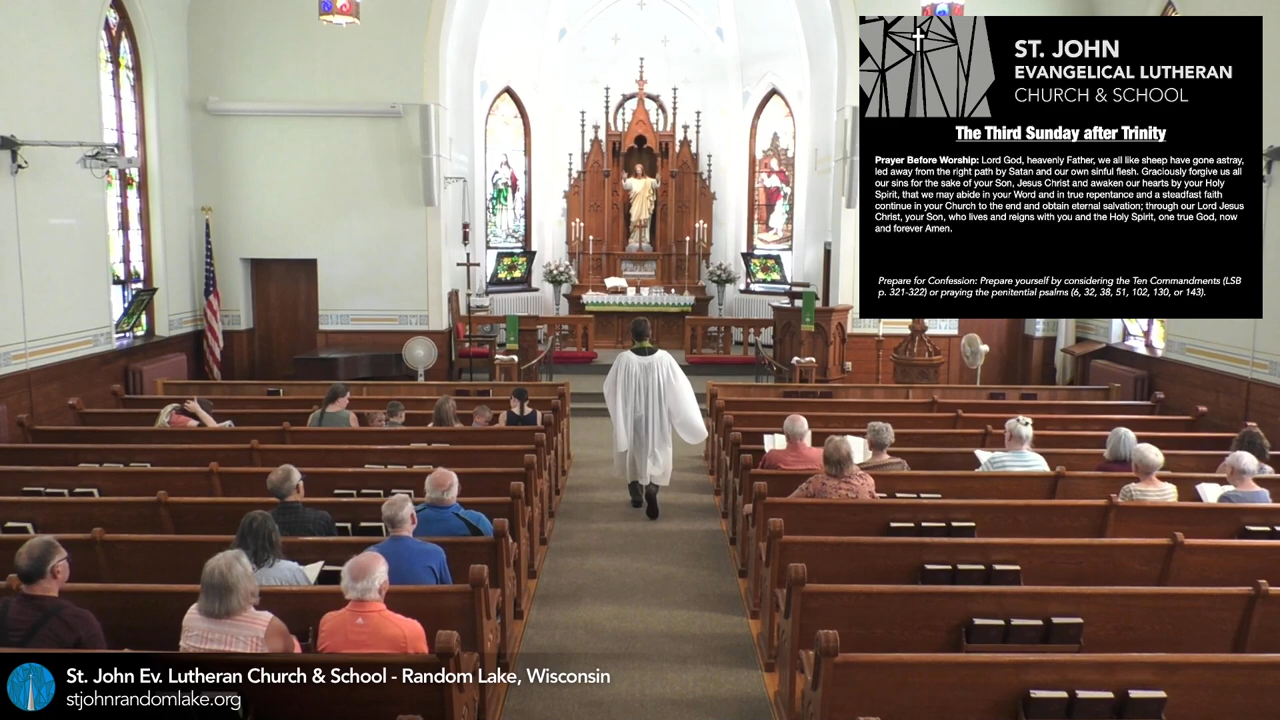 ST. JOHN
EVANGELICAL LUTHERAN
CHURCH & SCHOOL
The Third Sunday after Trinity
Prayer Before Worship: Lord God, heavenly Father, we all like sheep have gone astray,
led away from the right path by Satan and our own sinful flesh. Graciously forgive us all
our sins for the sake of your Son, Jesus Christ and awaken our hearts by your Holy
Spirit, that we may abide in your Word and in true repentance and a steadfast faith
continue in your Church to the end and obtain eternal salvation; through our Lord Jesus
Christ, your Son, who lives and reigns with you and the Holy Spirit, one true God, now
and forever Amen.
Prepare for Confession: Prepare yourself by considering the Ten Commandments (LSB
p. 321-322) or praying the penitential psalms (6, 32, 38, 51, 102, 130, or 143).
St. John Ev. Lutheran Church & School - Random Lake, Wisconsin
stjohnrandomlake.org